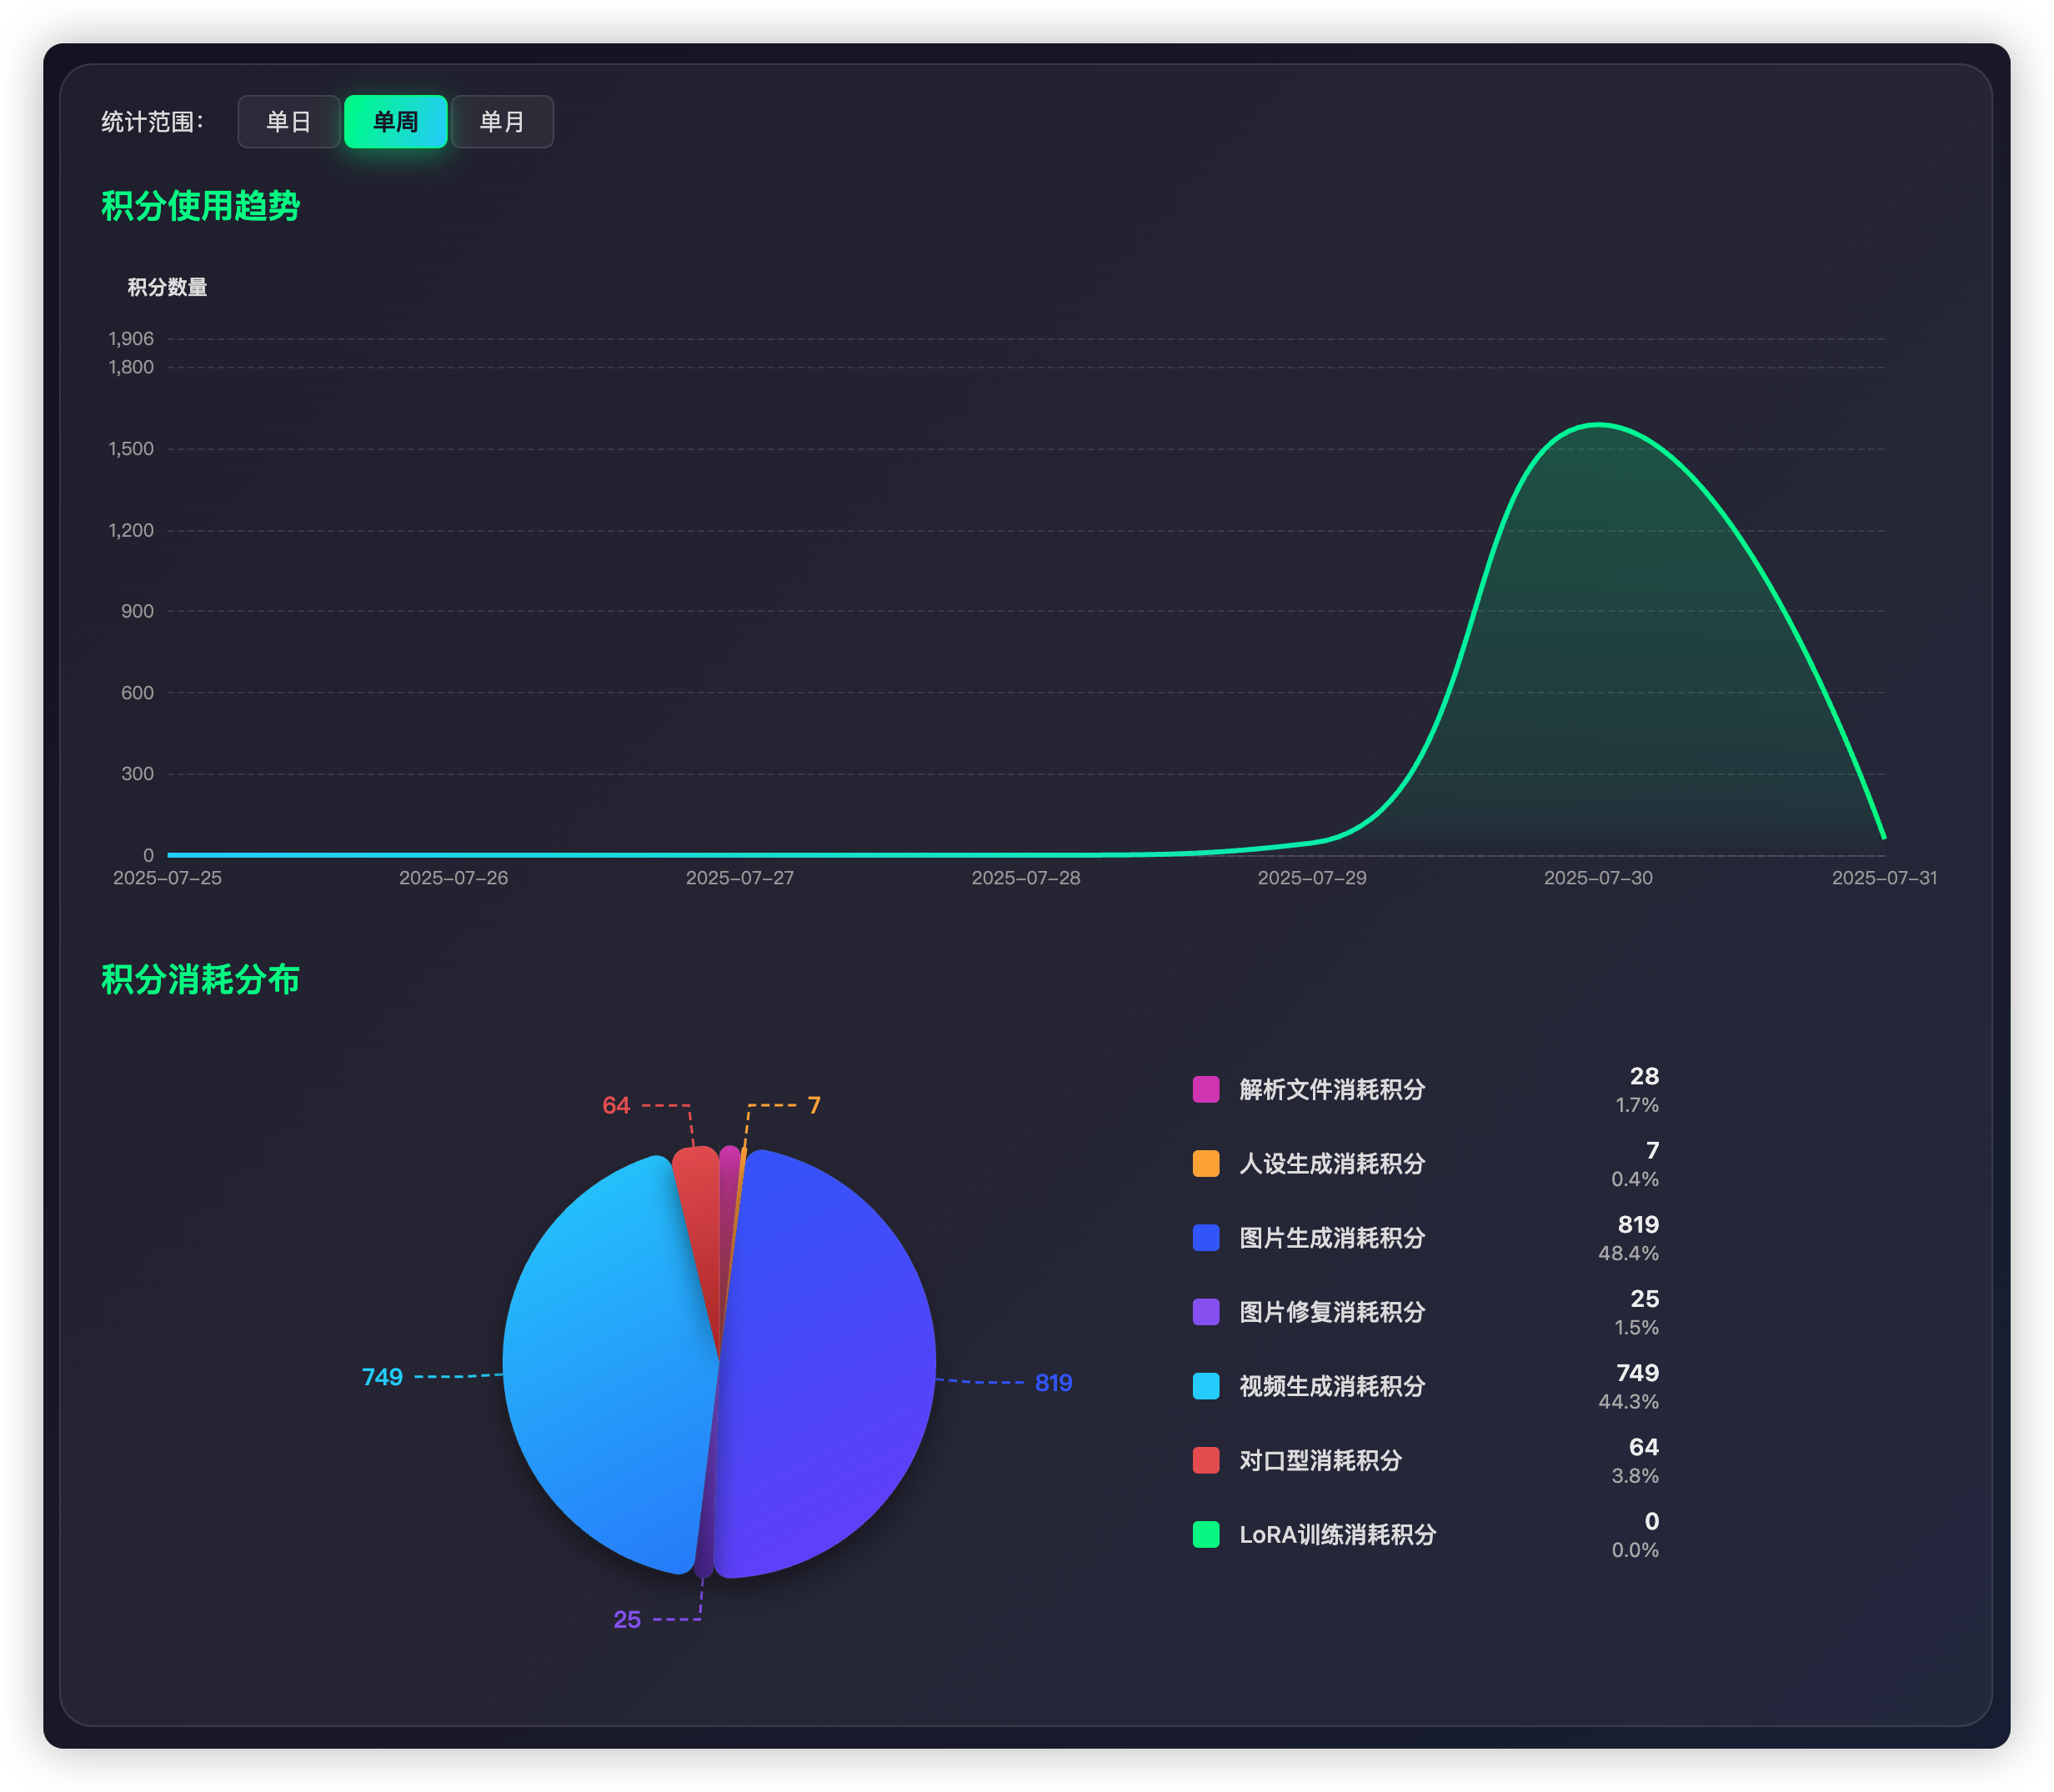 统计范围： 单日 单周 单月
积分使用趋势
积分数量
1,906
1,800
1,500
1,200
900
600
300
0
2025-07-25 2025-07-26 2025-07-27 2025-07-28 2025-07-29 2025-07-30 2025-07-31
积分消耗分布
64 7
749 819
25
解析文件消耗积分 28
1.7%
人设生成消耗积分 7
0.4%
图片生成消耗积分 819
48.4%
图片修复消耗积分 25
1.5%
视频生成消耗积分 749
44.3%
对口型消耗积分 64
3.8%
LoRA训练消耗积分 0
0.0%